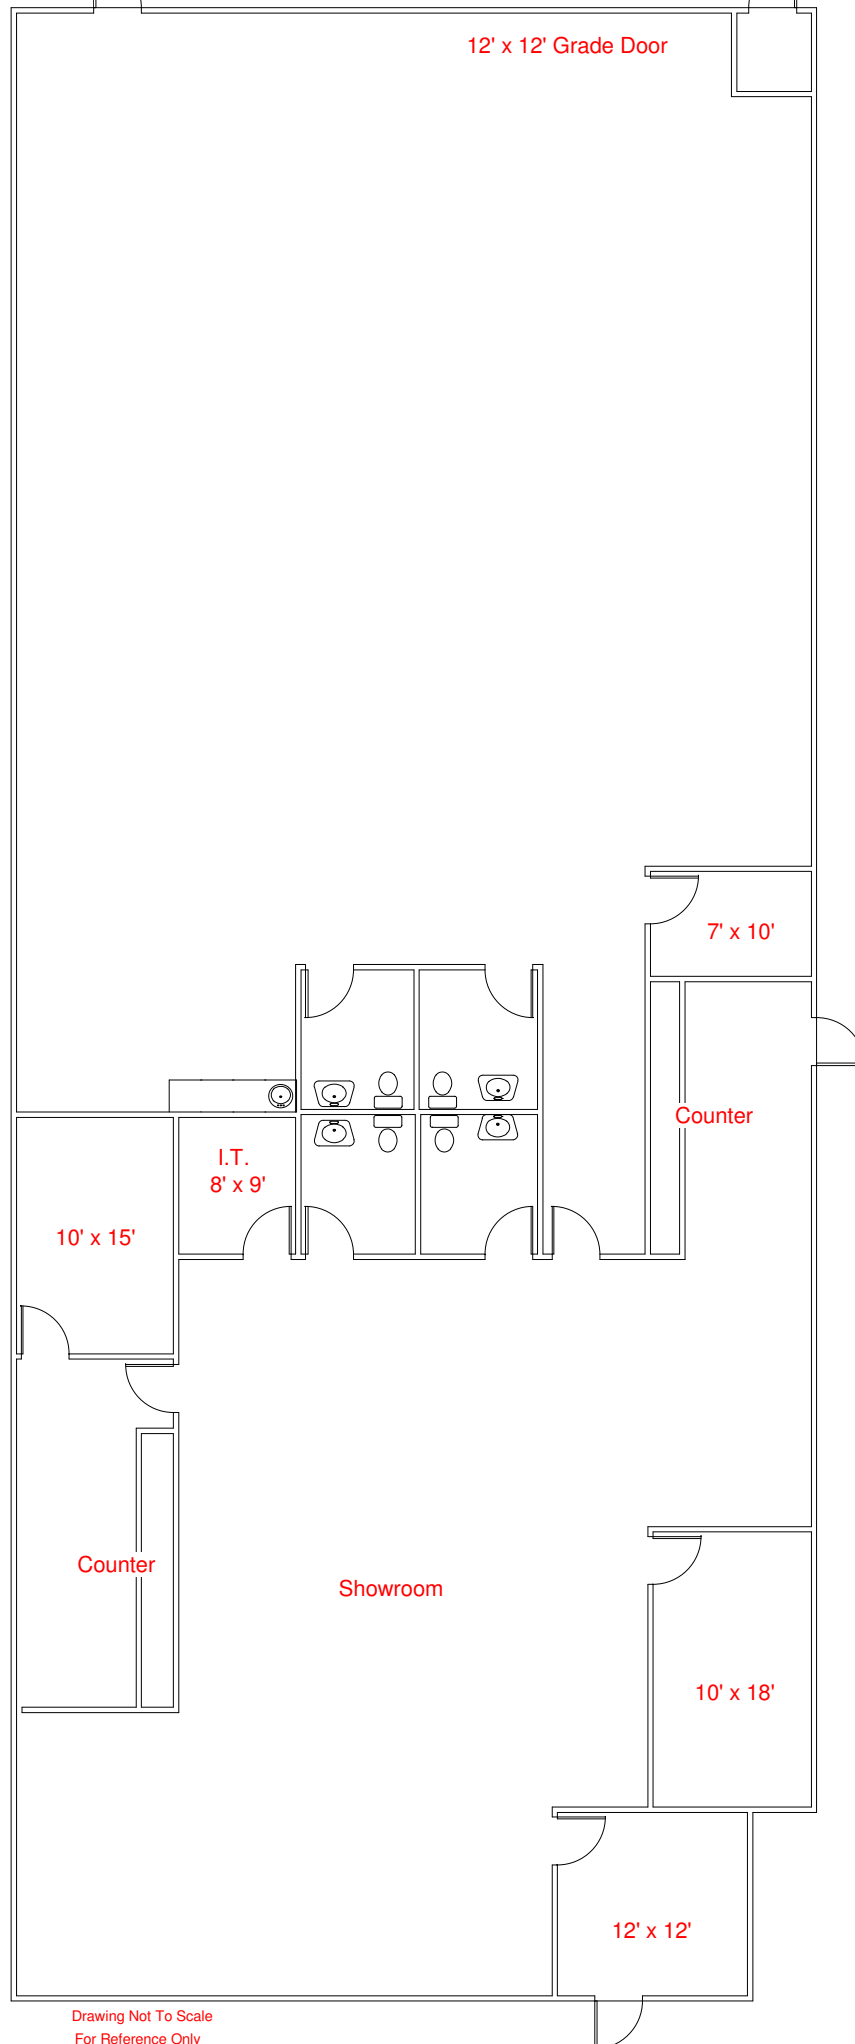 12' x 12' Grade Door
7' x 10'
Counter
I.T.
8' x 9'
10' x 15'
Counter
Showroom
10' x 18'
12' x 12'
Drawing Not To Scale
For Reference Only